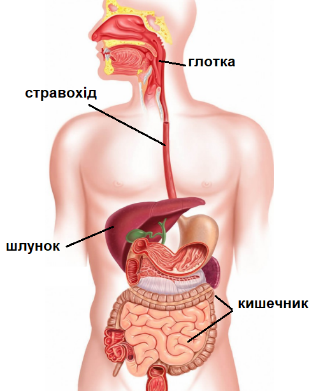 глотка
стравохід
шлунок
кишечник